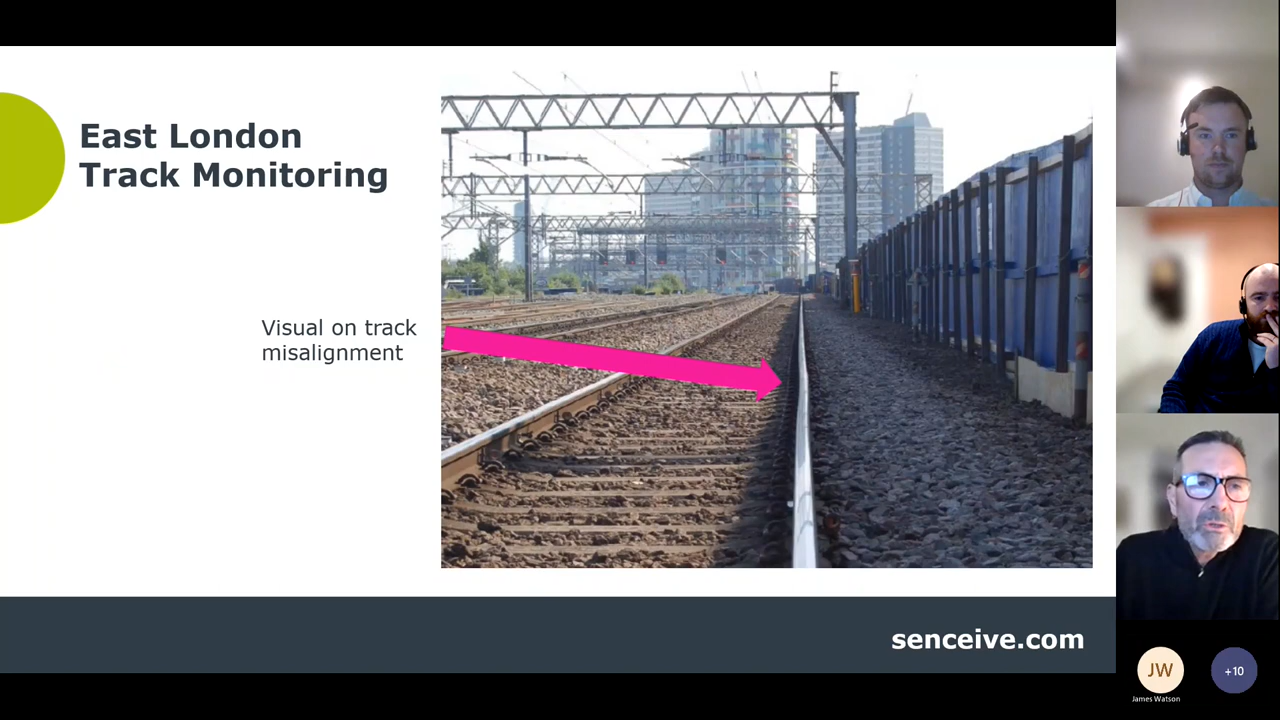 East London
Track Monitoring
Visual on track
misalignment
senceive.com
JW
+10
James Watson